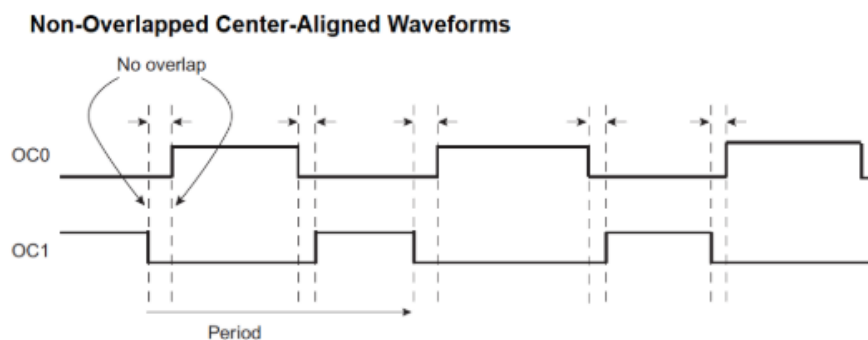 Non-Overlapped Center-Aligned Waveforms
No overlap
OC0
OC1
Period